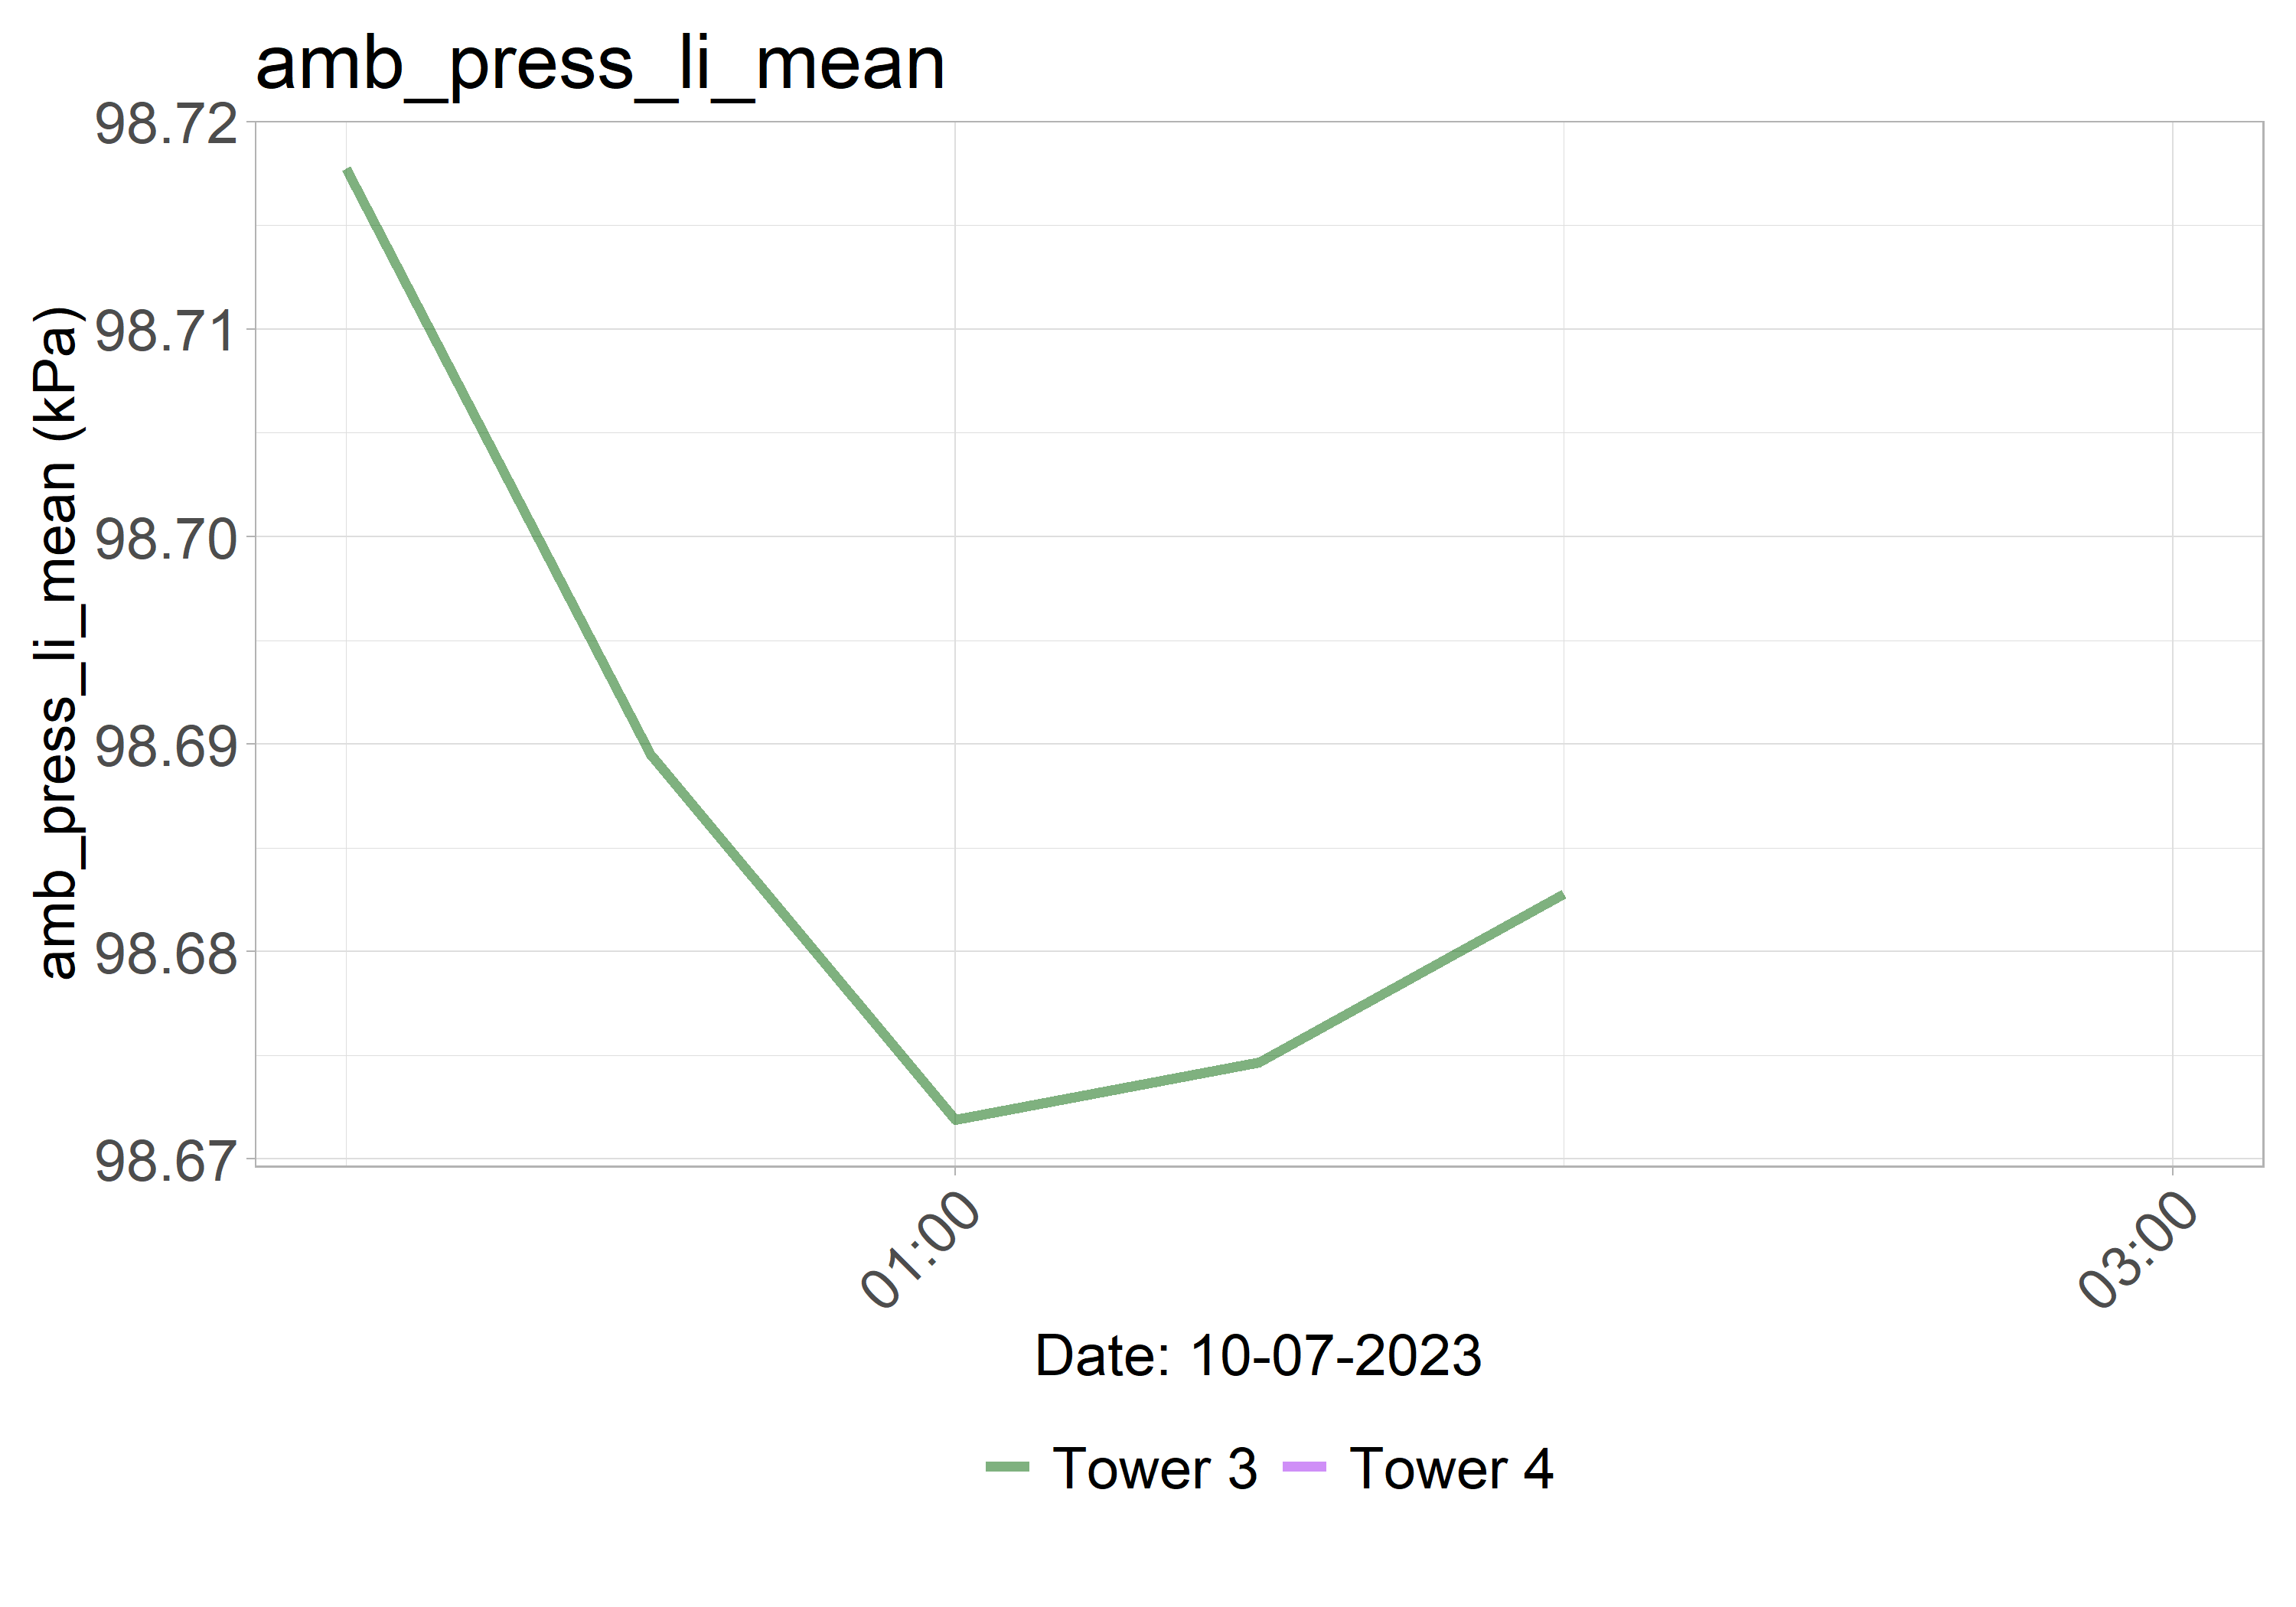 amb_press_li_mean
amb_press_li_mean (kPa)
98.72
98.71
98.70
98.69
98.68
98.67
01:00
03:00
Date: 10-07-2023
Tower 3
Tower 4